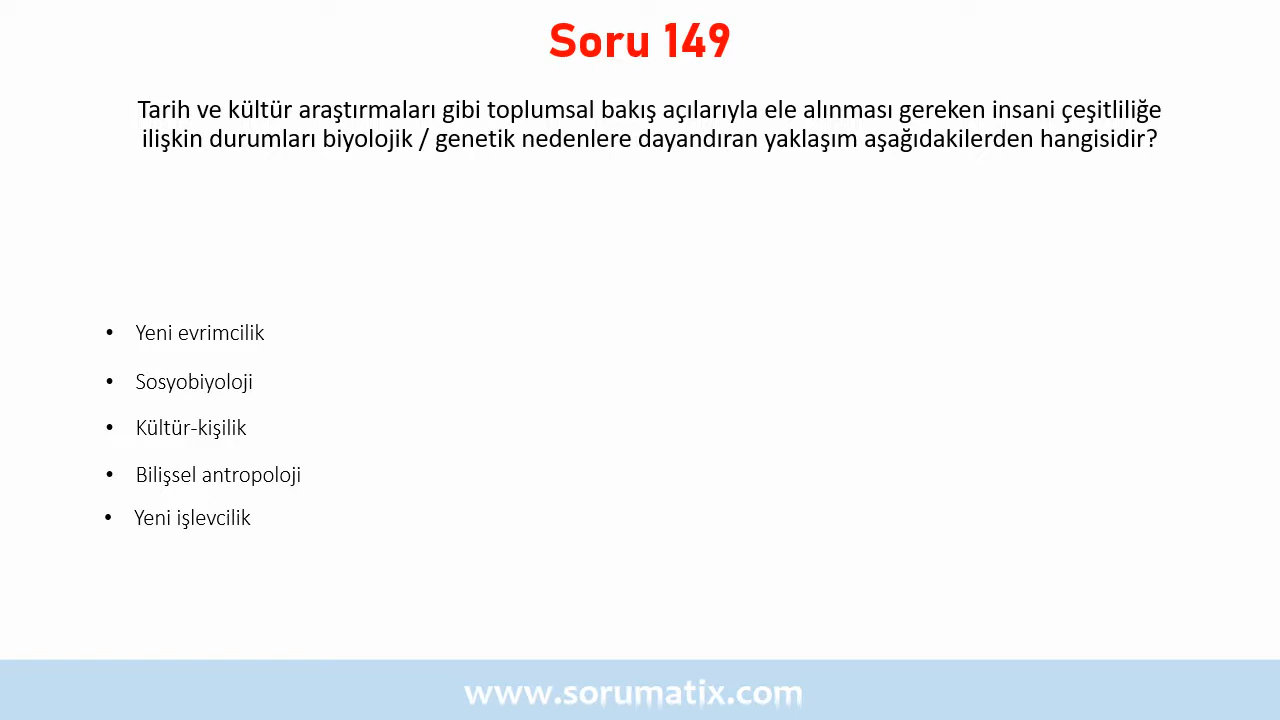 Soru 149
Tarih ve kültür araştırmaları gibi toplumsal bakış açılarıyla ele alınması gereken insani çeşitliliğe
ilişkin durumları biyolojik / genetik nedenlere dayandıran yaklaşım aşağıdakilerden hangisidir?
• Yeni evrimcilik
• Sosyobiyoloji
• Kültür-kişilik
• Bilişsel antropoloji
• Yeni işlevcilik
www.sorumatix.com